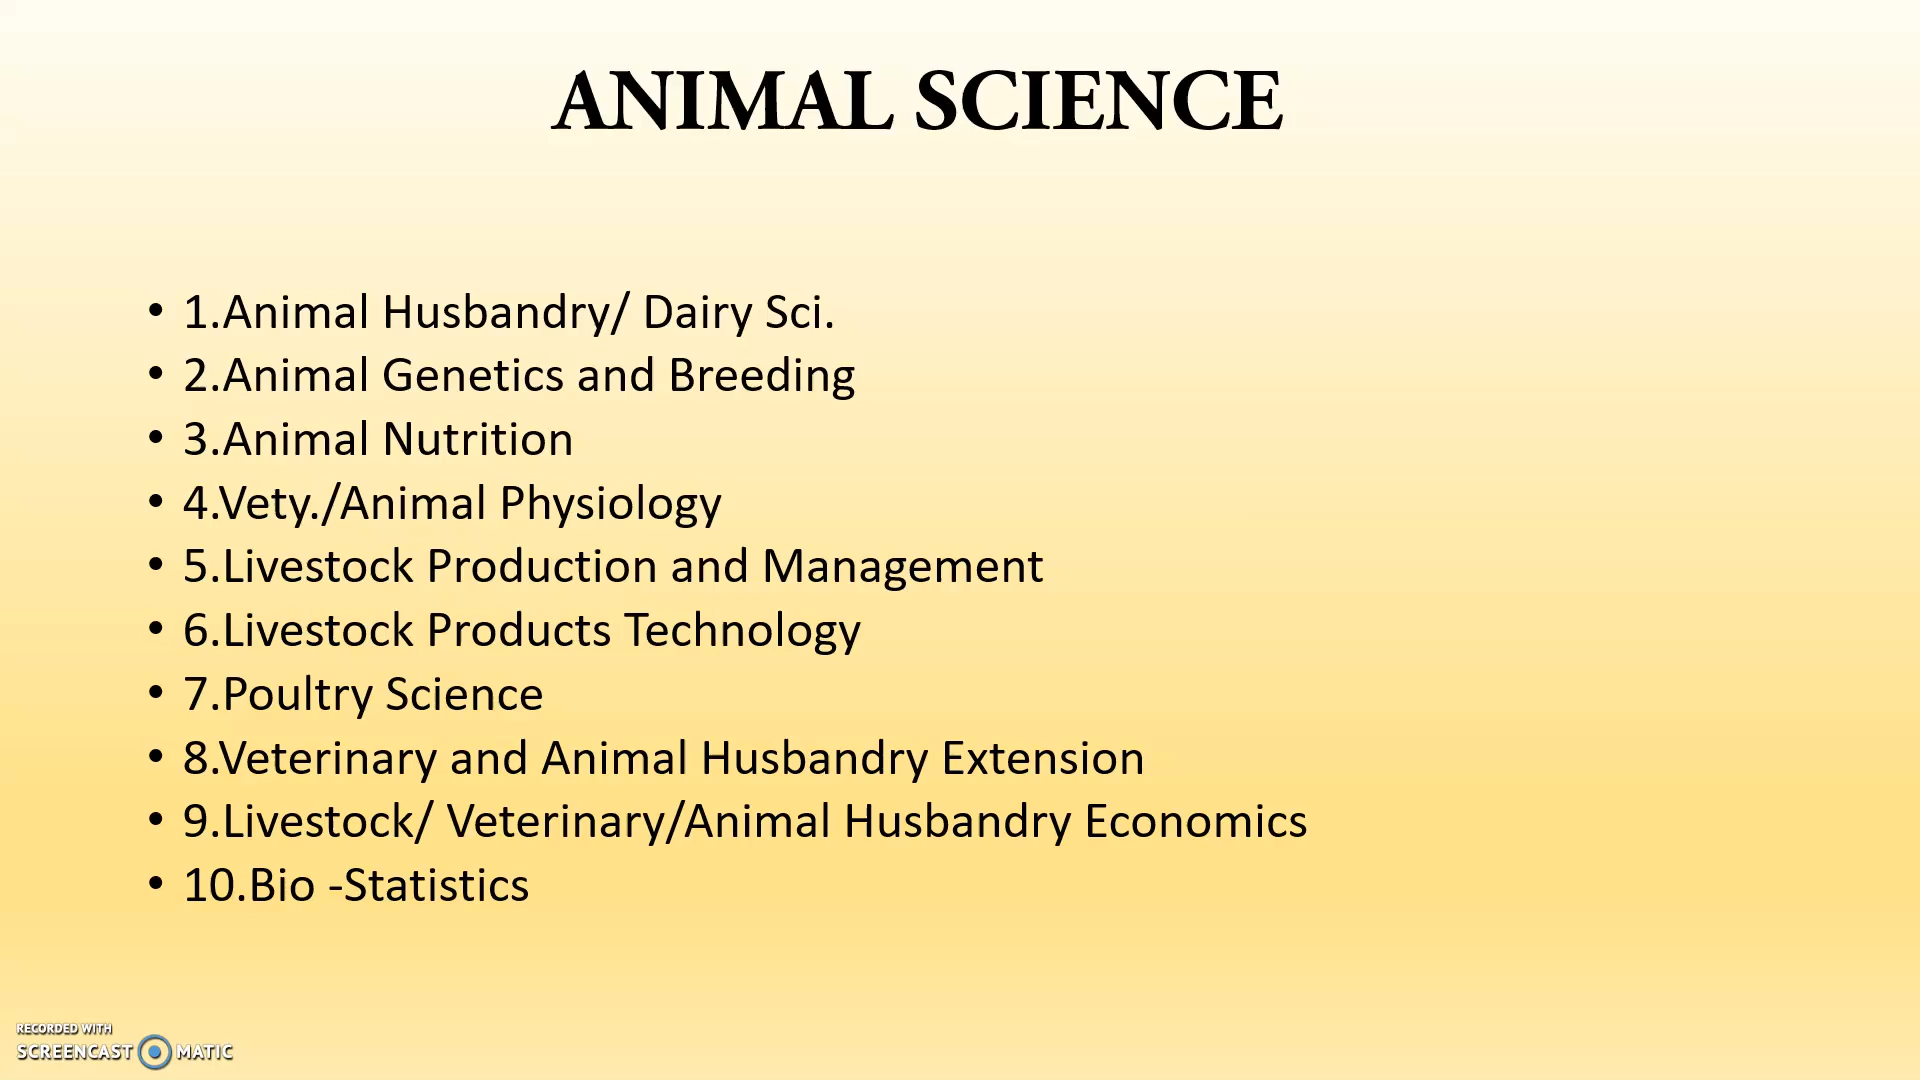 ANIMAL SCIENCE
• 1.Animal Husbandry/ Dairy Sci.
• 2.Animal Genetics and Breeding
• 3.Animal Nutrition
• 4.Vety./Animal Physiology
• 5.Livestock Production and Management
• 6.Livestock Products Technology
• 7.Poultry Science
• 8.Veterinary and Animal Husbandry Extension
• 9.Livestock/ Veterinary/Animal Husbandry Economics
• 10.Bio -Statistics
RECORDED WITH
SCREENCAST MATIC